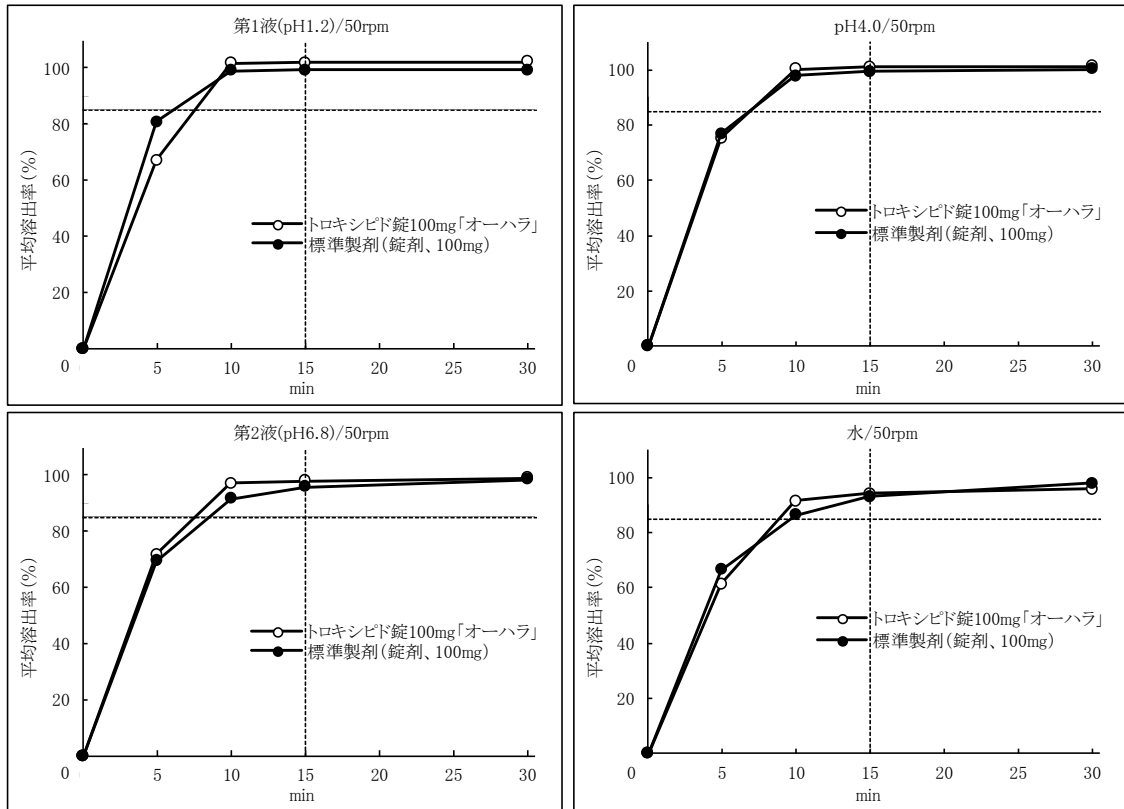 第1液(pH1.2)/50rpm
平均溶出率(%)
100
80
60
40
20
0
トロキシピド錠100mg「オーハラ」
標準製剤(錠剤、100mg)
5 10 15 20 25 30
min
pH4.0/50rpm
平均溶出率(%)
100
80
60
40
20
0
トロキシピド錠100mg「オーハラ」
標準製剤(錠剤、100mg)
5 10 15 20 25 30
min
第2液(pH6.8)/50rpm
平均溶出率(%)
100
80
60
40
20
0
トロキシピド錠100mg「オーハラ」
標準製剤(錠剤、100mg)
5 10 15 20 25 30
min
水/50rpm
平均溶出率(%)
100
80
60
40
20
0
トロキシピド錠100mg「オーハラ」
標準製剤(錠剤、100mg)
5 10 15 20 25 30
min